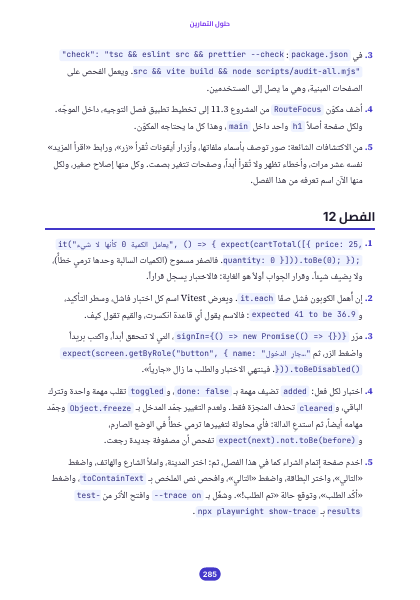 حلول التمارين
3. في package.json: "check": "tsc && eslint src && prettier --check
src && vite build && node scripts/audit-all.mjs". ويعمل الفحص على
الصفحات المبنية، وهي ما يصل إلى المستخدمين.
4. أضف مكوّن RouteFocus من المشروع 11.3 إلى تخطيط تطبيق فصل التوجيه، داخل الموجّه.
ولكل صفحة أصلاً h1 واحد داخل main، وهذا كل ما يحتاجه المكوّن.
5. من الاكتشافات الشائعة: صور توصف بأسماء ملفاتها، وأزرار أيقونات تُقرأ «زر»، ورابط «اقرأ المزيد»
نفسه عشر مرات، وأخطاء تظهر ولا تُقرأ أبداً، وصفحات تتغير بصمت. وكل منها إصلاح صغير، ولكل
منها الآن اسم تعرفه من هذا الفصل.
الفصل 12
1. it("يعامل الكمية 0 كأنها لا شيء", () => { expect(cartTotal([{ price: 25,
quantity: 0 }])).toBe(0); });. فالصفر مسموح (الكميات السالبة وحدها ترمي خطأً)،
ولا يضيف شيئاً. وقرار الجواب أولاً هو الغاية: فالاختبار يسجل قراراً.
2. إن أُهمل الكوبون فشل صفّا it.each، ويعرض Vitest اسم كل اختبار فاشل، وسطر التأكيد،
و expected 41 to be 36.9: فالاسم يقول أي قاعدة انكسرت، والقيم تقول كيف.
3. مرّر signIn={() => new Promise(() => {})}، التي لا تتحقق أبداً، واكتب بريداً
واضغط الزر، ثم expect(screen.getByRole("button", { name: "جارٍ الدخول…"
})).toBeDisabled(). فينتهي الاختبار والطلب ما زال «جارياً».
4. اختبار لكل فعل: added تضيف مهمة بـ done: false، و toggled تقلب مهمة واحدة وتترك
الباقي، و cleared تحذف المنجزة فقط. ولعدم التغيير جمّد المدخل بـ Object.freeze وجمّد
مهامه أيضاً، ثم استدعِ الدالة: فأي محاولة لتغييرها ترمي خطأً في الوضع الصارم،
و expect(next).not.toBe(before) تفحص أن مصفوفة جديدة رجعت.
5. اخدم صفحة إتمام الشراء كما في هذا الفصل، ثم: اختر المدينة، واملأ الشارع والهاتف، واضغط
«التالي»، واختر البطاقة، واضغط «التالي»، وافحص نص الملخص بـ toContainText، واضغط
«أكّد الطلب»، وتوقع حالة «تم الطلب!». وشغّل بـ --trace on وافتح الأثر من test-
results بـ npx playwright show-trace.
285